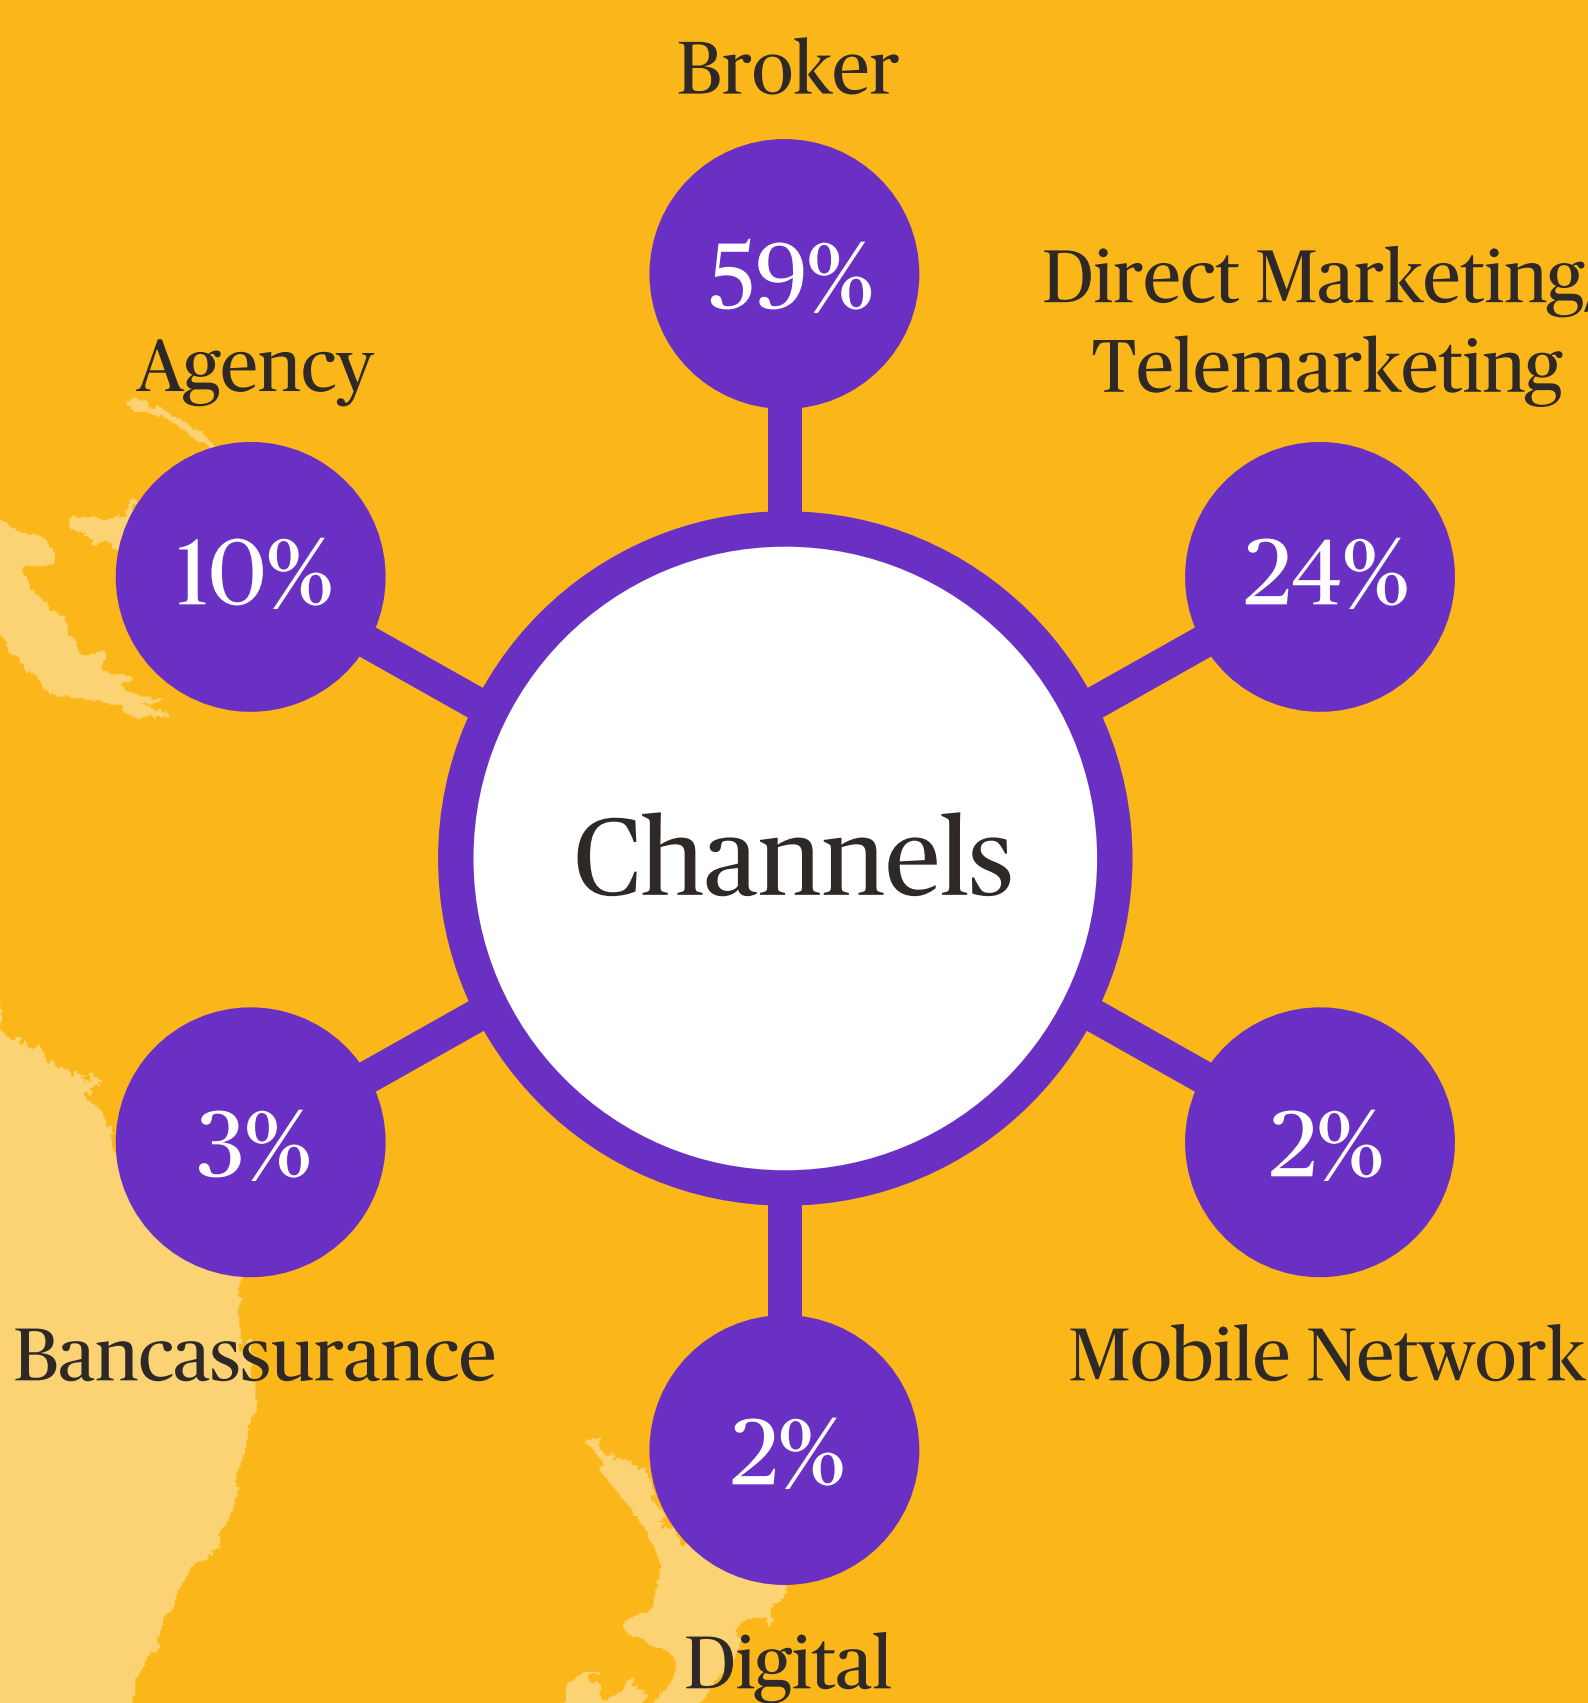 Broker
59%
Direct Marketing/
Telemarketing
24%
Agency
10%
Channels
3%
Bancassurance
2%
Mobile Network
2%
Digital